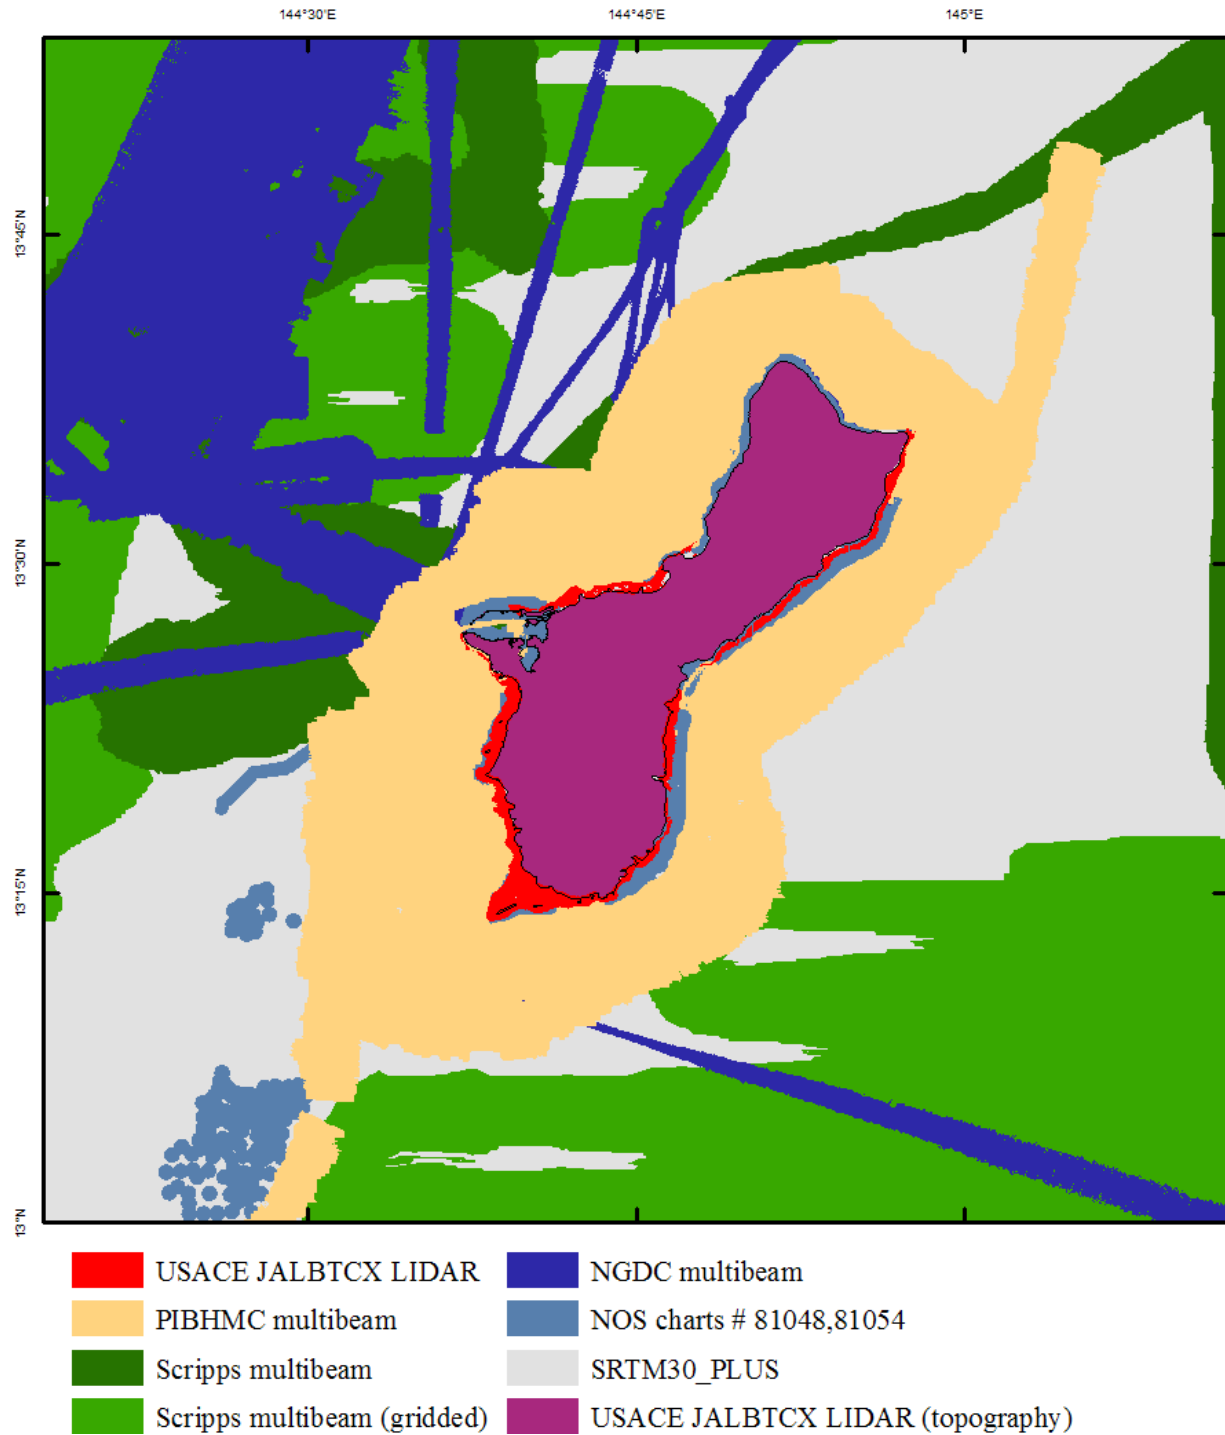 144°30'E 144°45'E 145°E
13°45'N
13°30'N
13°15'N
13°N
USACE JALBTCX LIDAR
NGDC multibeam
PIBHMC multibeam
NOS charts # 81048,81054
Scripps multibeam
SRTM30_PLUS
Scripps multibeam (gridded)
USACE JALBTCX LIDAR (topography)